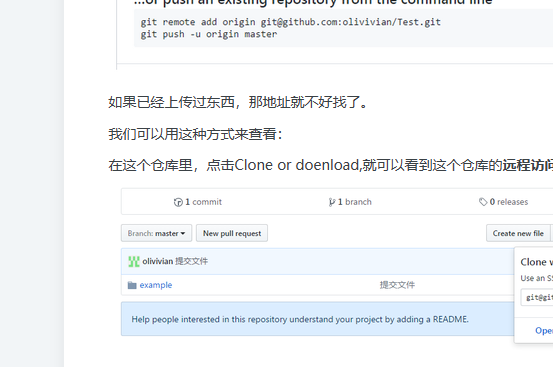 ...or push an existing repository from the command line
git remote add origin git@github.com:olivivian/Test.git
git push -u origin master
如果已经上传过东西，那地址就不好找了。
我们可以用这种方式来查看：
在这个仓库里，点击Clone or doenload,就可以看到这个仓库的远程访问
1 commit 1 branch 0 releases
Branch: master New pull request Create new file
olivivian 提交文件
Clone w
Use an SS
example 提交文件
git@git
Help people interested in this repository understand your project by adding a README.
Open